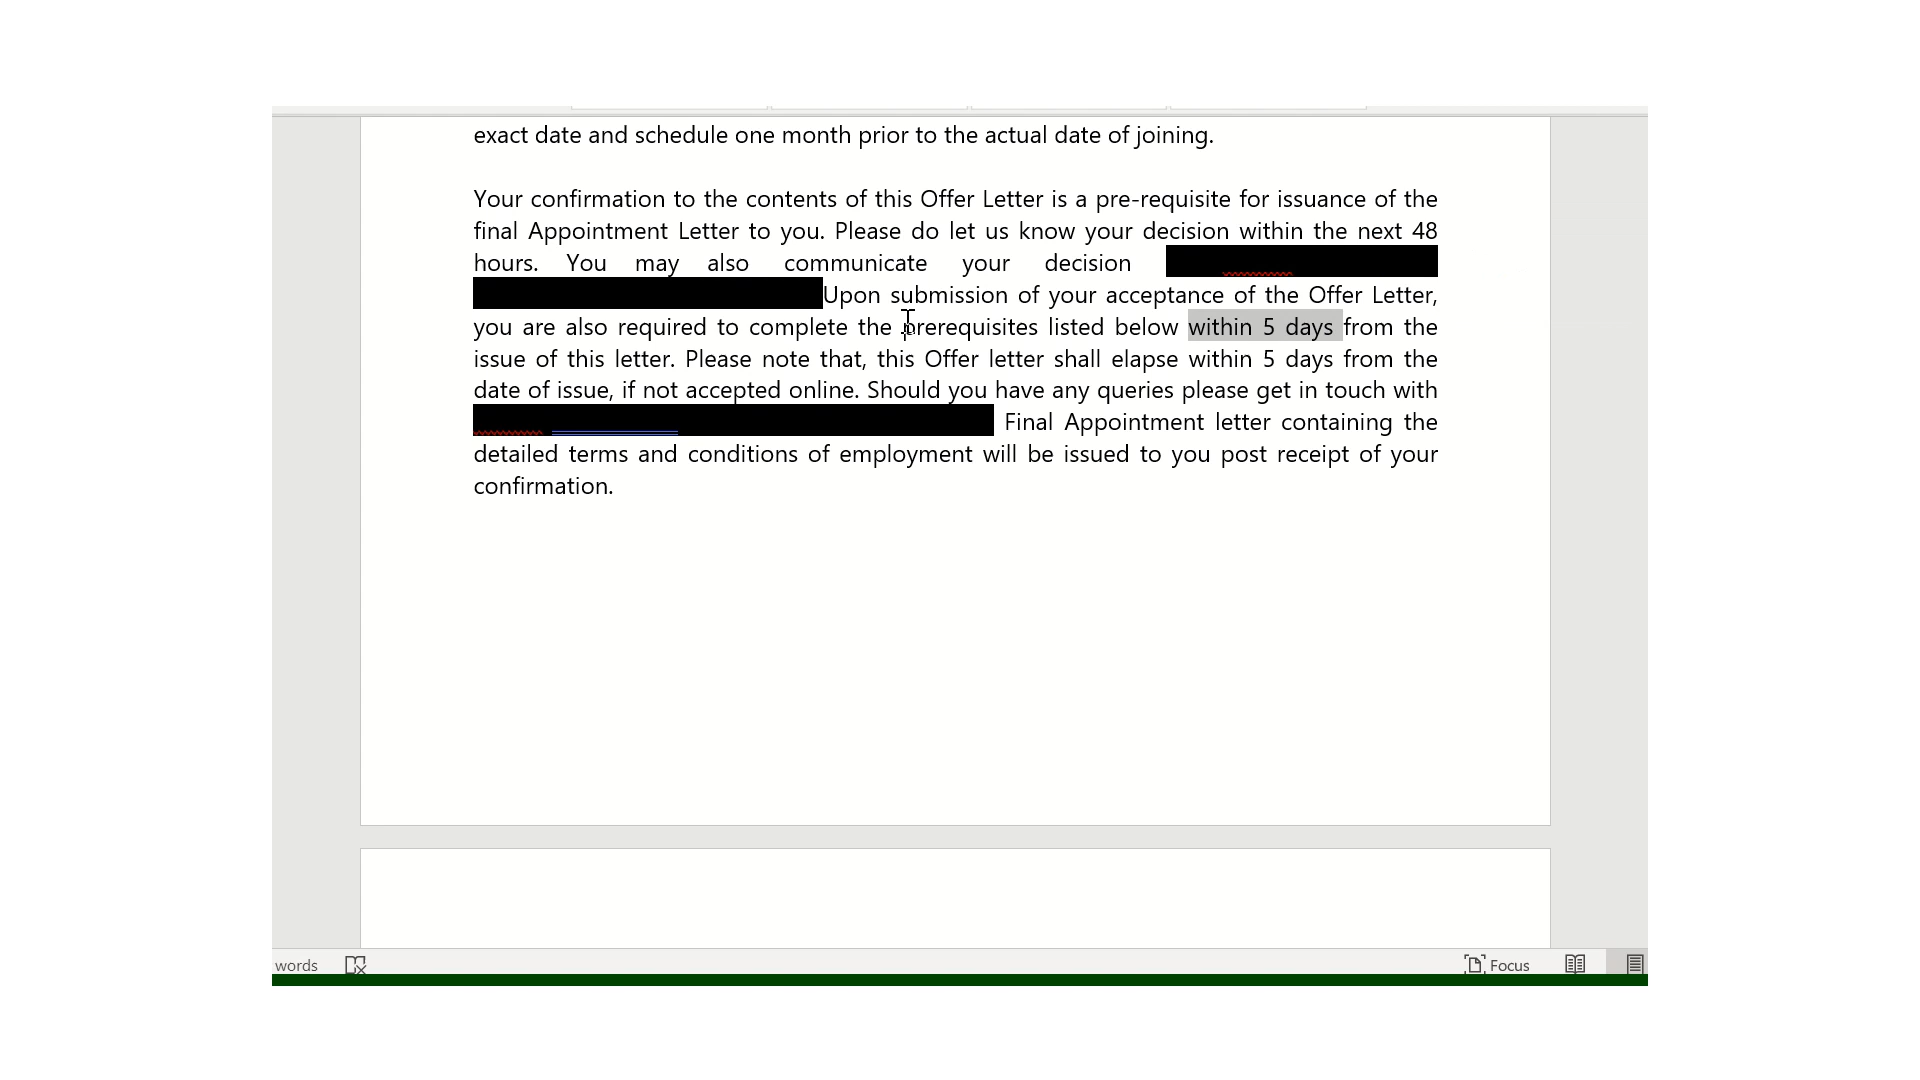 exact date and schedule one month prior to the actual date of joining.
Your confirmation to the contents of this Offer Letter is a pre-requisite for issuance of the
final Appointment Letter to you. Please do let us know your decision within the next 48
hours. You may also communicate your decision
Upon submission of your acceptance of the Offer Letter,
you are also required to complete the prerequisites listed below within 5 days from the
issue of this letter. Please note that, this Offer letter shall elapse within 5 days from the
date of issue, if not accepted online. Should you have any queries please get in touch with
Final Appointment letter containing the
detailed terms and conditions of employment will be issued to you post receipt of your
confirmation.
words
Focus